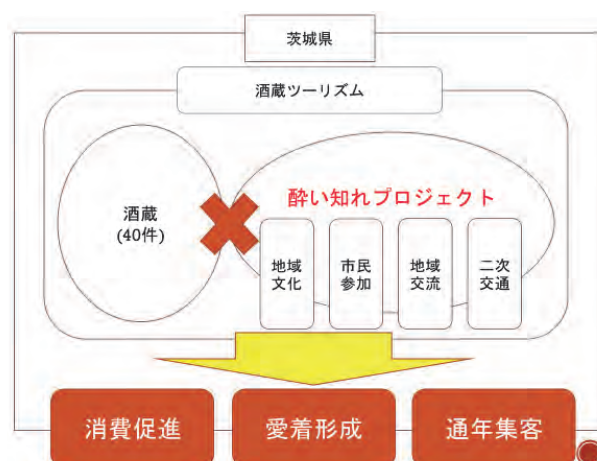 茨城県
酒蔵ツーリズム
酒蔵
(40件)
酔い知れプロジェクト
地域
文化
市民
参加
地域
交流
二次
交通
消費促進
愛着形成
通年集客